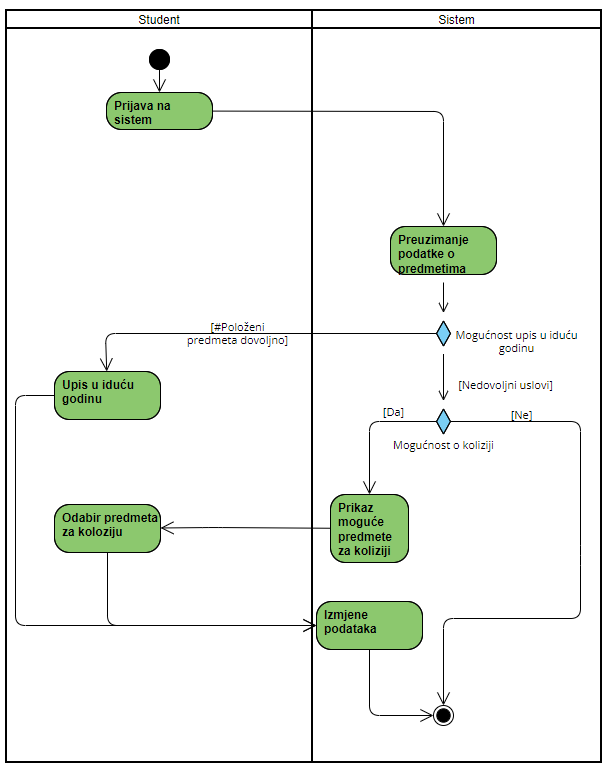 Student
Sistem
Prijava na
sistem
Preuzimanje
podatke o
predmetima
[#Položeni
predmeta dovoljno]
Mogućnost upis u iduću
godinu
Upis u iduću
godinu
[Nedovoljni uslovi]
[Da]
[Ne]
Mogućnost o koliziji
Prikaz
moguće
predmete
za koliziji
Odabir predmeta
za koloziju
Izmjene
podataka